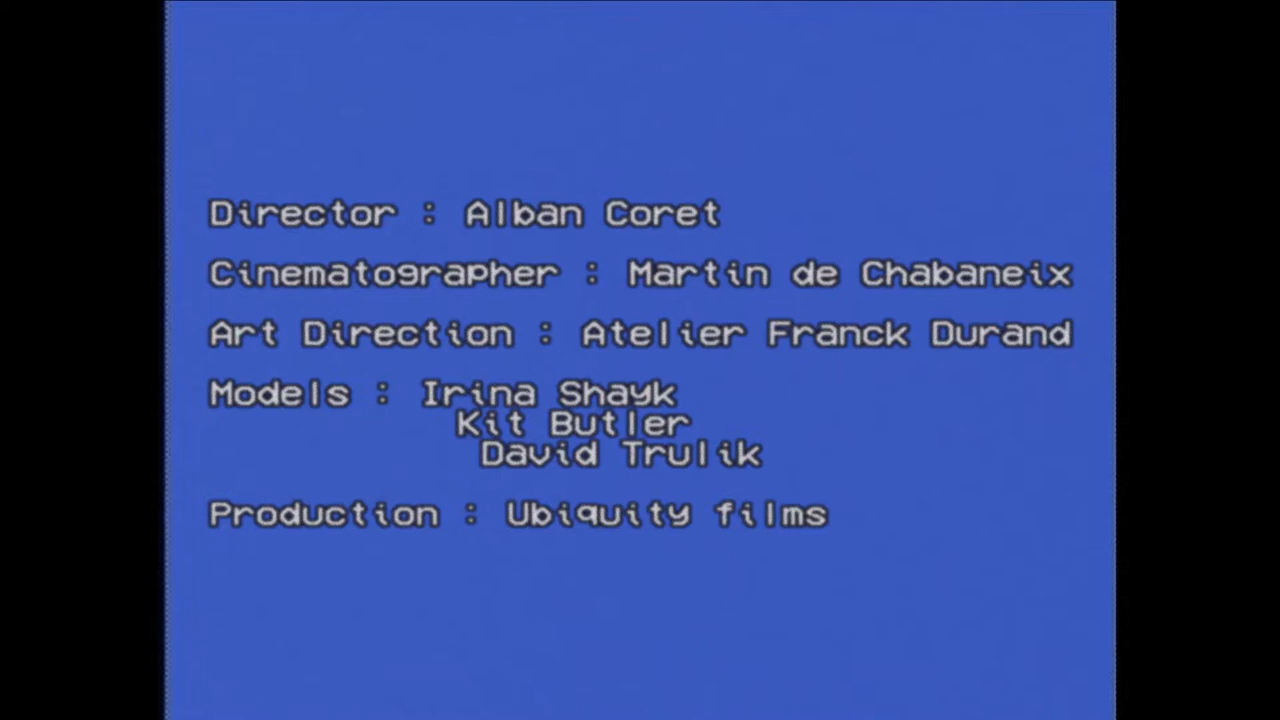 Director : Alban Coret
Cinematographer : Martin de Chabaneix
Art Direction : Atelier Franck Durand
Models : Irina Shayk
Kit Butler
David Trulik
Production : Ubiquity films